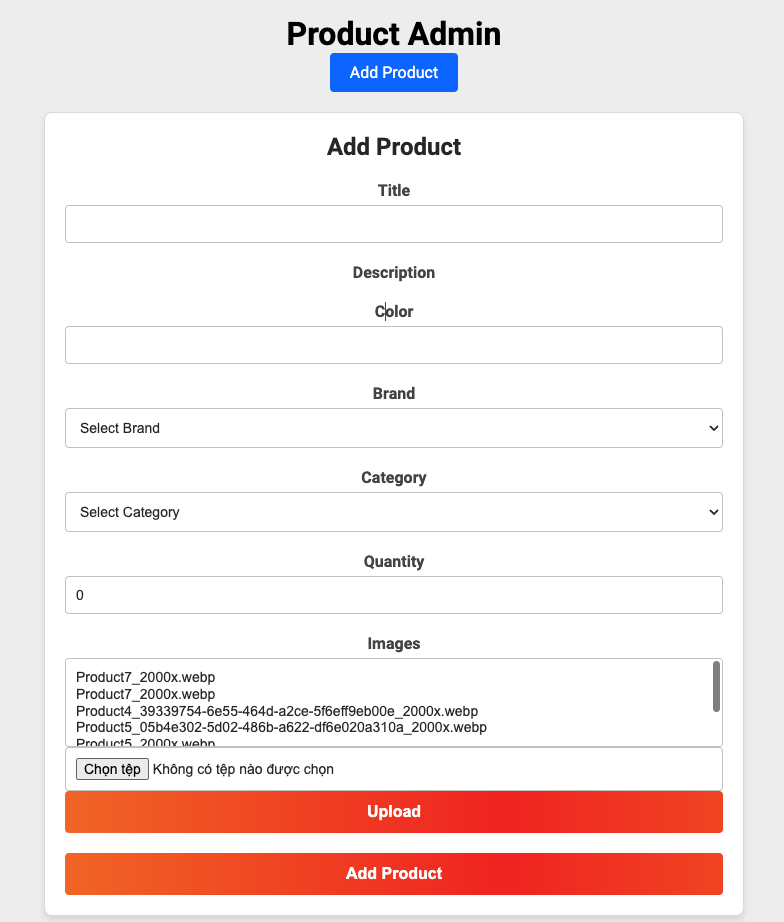 Product Admin
Add Product
Add Product
Title
Description
Color
Brand
Select Brand
Category
Select Category
Quantity
0
Images
Product7_2000x.webp
Product7_2000x.webp
Product4_39339754-6e55-464d-a2ce-5f6eff9eb00e_2000x.webp
Product5_05b4e302-5d02-486b-a622-df6e020a310a_2000x.webp
Product5_2000x.webp
Chọn tệp Không có tệp nào được chọn
Upload
Add Product